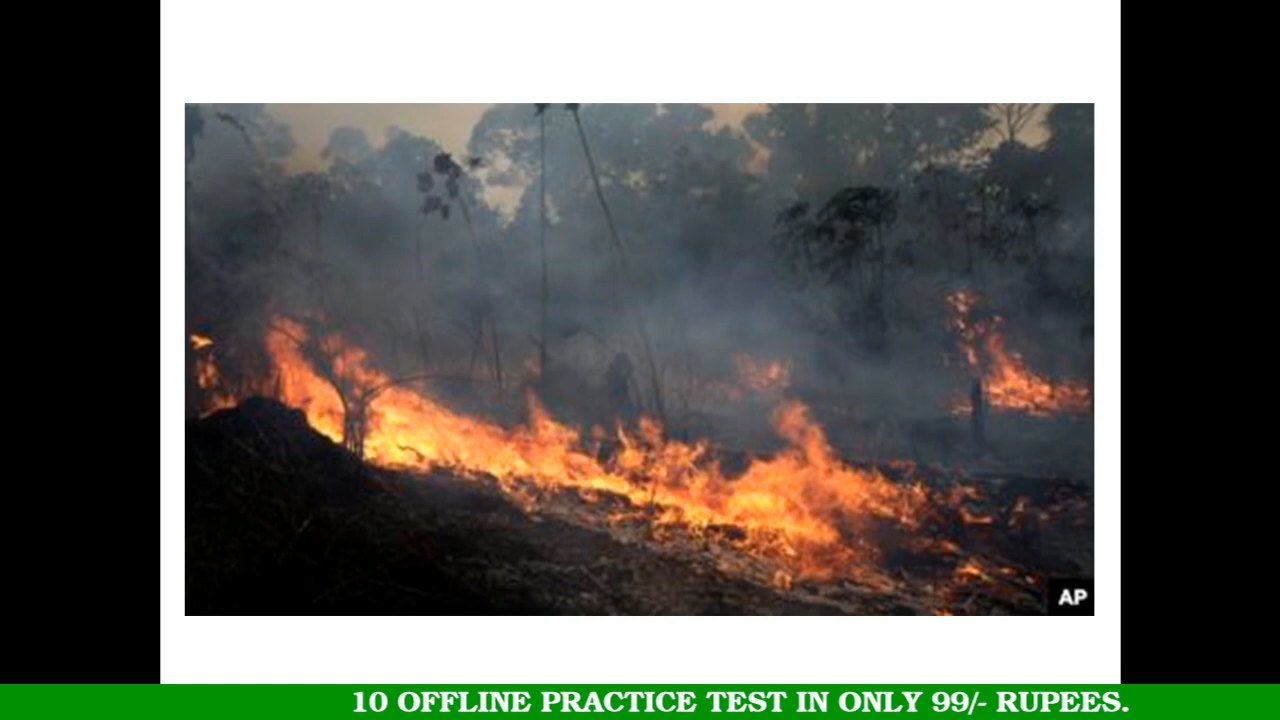 AP
10 OFFLINE PRACTICE TEST IN ONLY 99/- RUPEES.